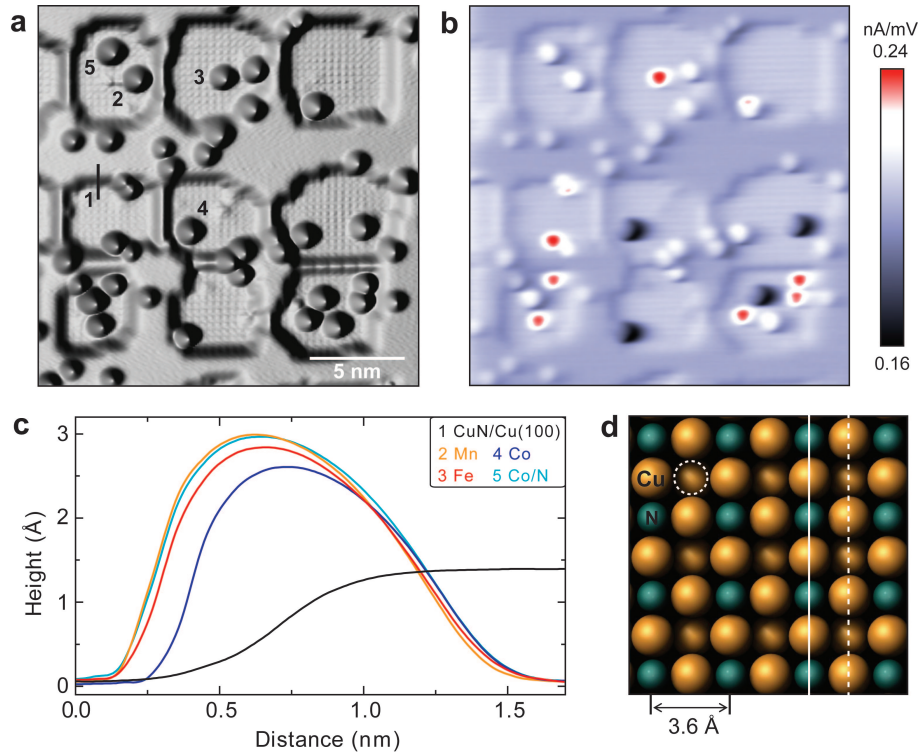 a
5
2
3
1
4
5 nm
b
nA/mV
0.24
0.16
c
3
2
1
0
Height (Å)
1 CuN/Cu(100)
2 Mn 4 Co
3 Fe 5 Co/N
0.0 0.5 1.0 1.5
Distance (nm)
d
Cu
N
3.6 Å